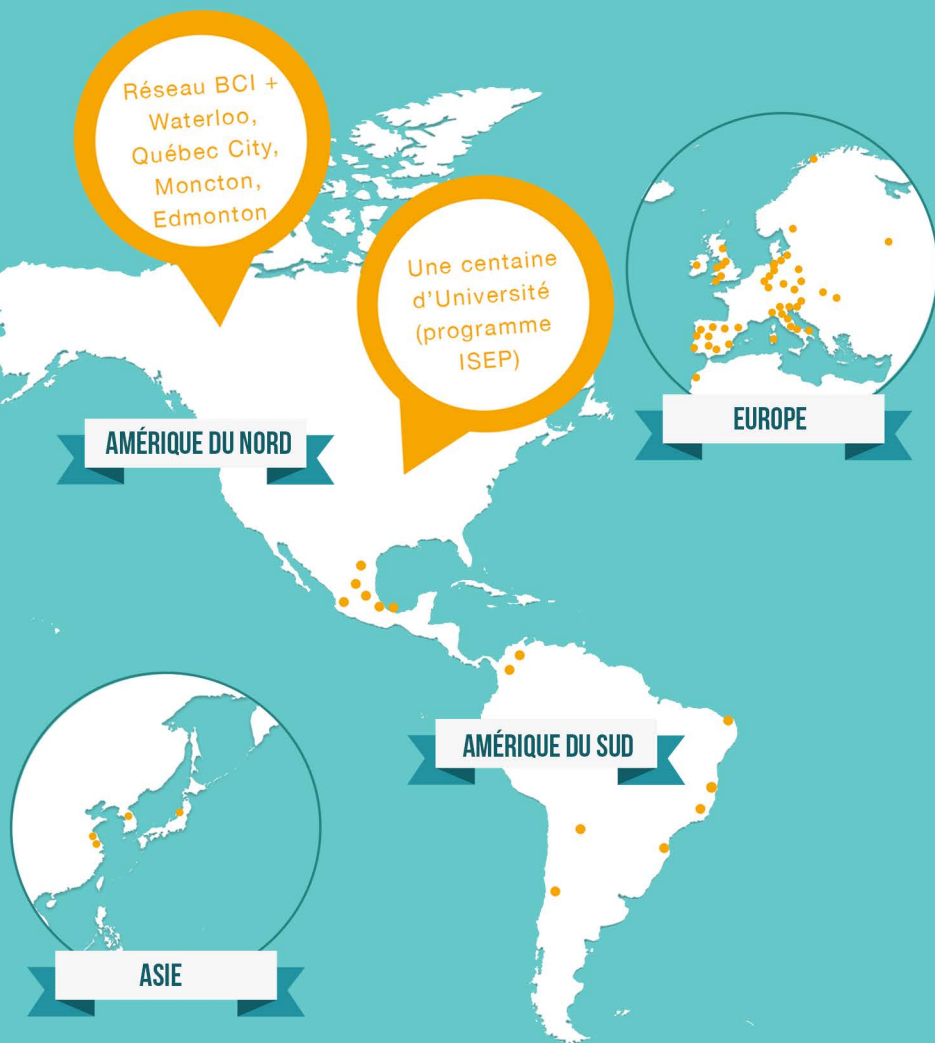 Réseau BCI +
Waterloo,
Québec City,
Moncton,
Edmonton
Une centaine
d'Université
(programme
ISEP)
AMÉRIQUE DU NORD
EUROPE
AMÉRIQUE DU SUD
ASIE